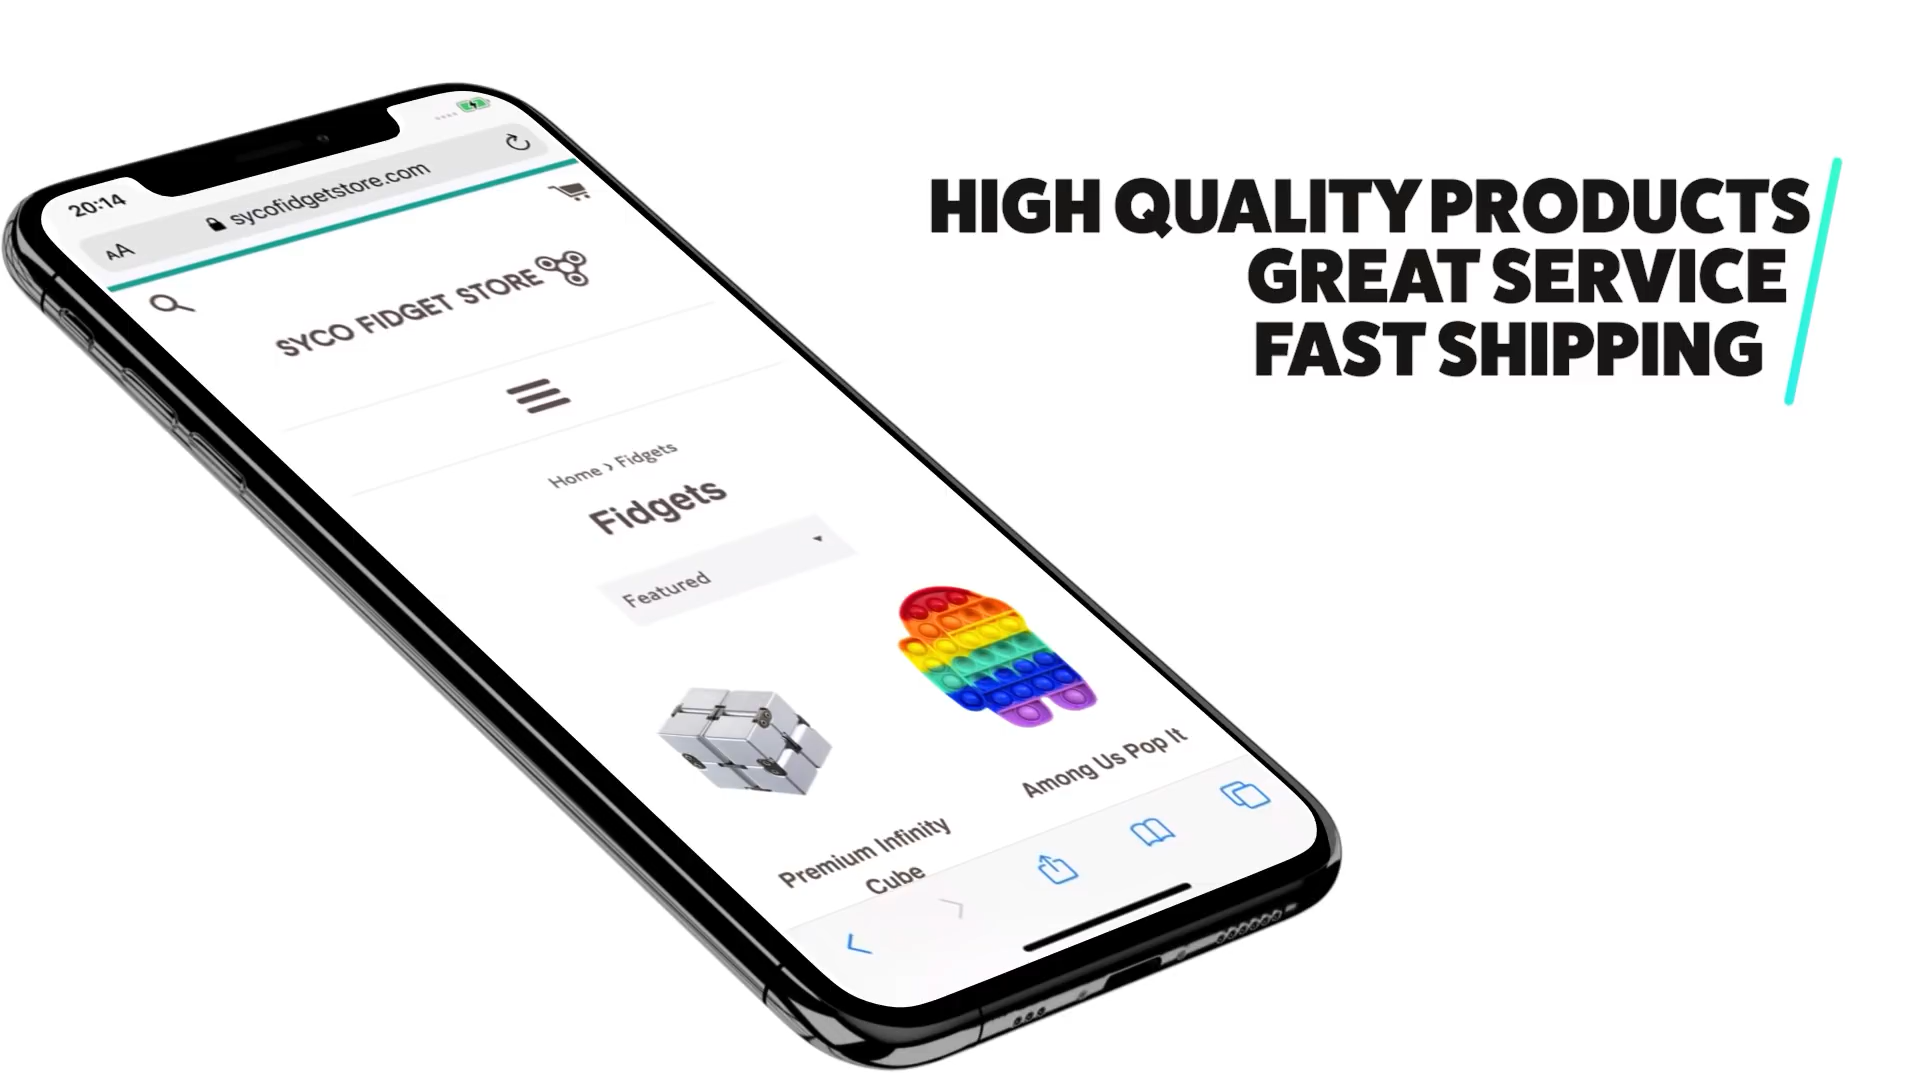 20:14
AA
sycofidgetstore.com
SYCO FIDGET STORE
Home › Fidgets
Fidgets
Featured
Premium Infinity
Cube
Among Us Pop It
HIGH QUALITY PRODUCTS
GREAT SERVICE
FAST SHIPPING